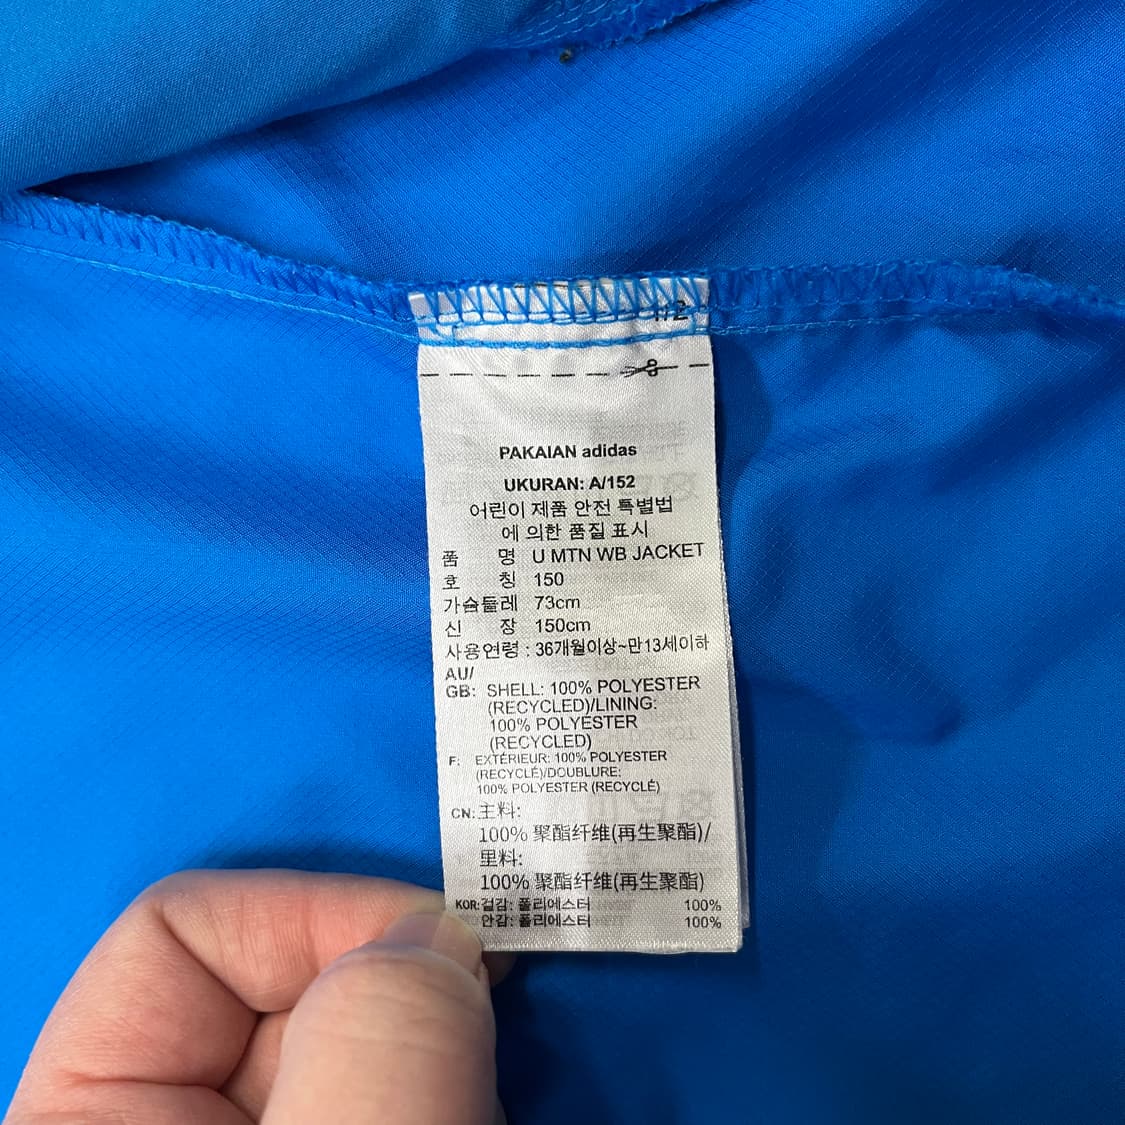 PAKAIAN adidas
UKURAN: A/152
어린이 제품 안전 특별법
에 의한 품질 표시
품 명 U MTN WB JACKET
호 칭 150
가슴둘레 73cm
신 장 150cm
사용연령 : 36개월이상~만13세이하
AU/
GB: SHELL: 100% POLYESTER
(RECYCLED)/LINING:
100% POLYESTER
(RECYCLED)
F: EXTÉRIEUR: 100% POLYESTER
(RECYCLÉ)/DOUBLURE:
100% POLYESTER (RECYCLÉ)
CN: 主料:
100% 聚酯纤维(再生聚酯)/
里料:
100% 聚酯纤维(再生聚酯)
KOR: 겉감: 폴리에스터 100%
안감: 폴리에스터 100%